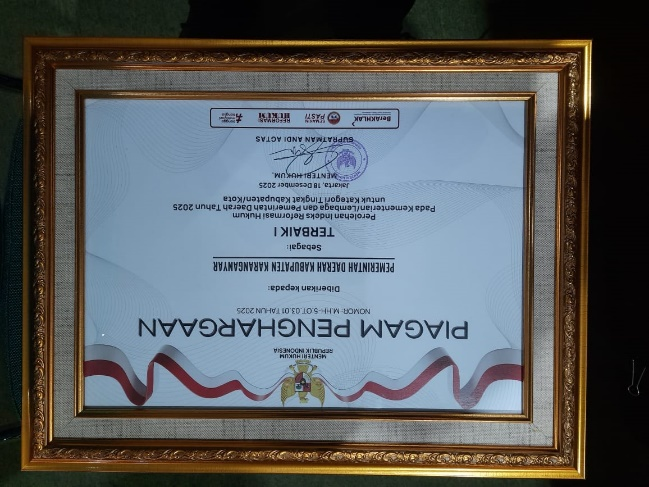 MENTERI HUKUM
REPUBLIK INDONESIA
PIAGAM PENGHARGAAN
NOMOR: M.HH-5.OT.03.01 TAHUN 2025
Diberikan kepada:
PEMERINTAH DAERAH KABUPATEN KARANGANYAR
Sebagai:
TERBAIK I
Perolehan Indeks Reformasi Hukum
Pada Kementerian/Lembaga dan Pemerintah Daerah Tahun 2025
untuk Kategori Tingkat Kabupaten/Kota
Jakarta, 18 Desember 2025
MENTERI HUKUM,
SUPRATMAN ANDI AGTAS
BerAKHLAK
PASTI
REFORMASI
HUKUM